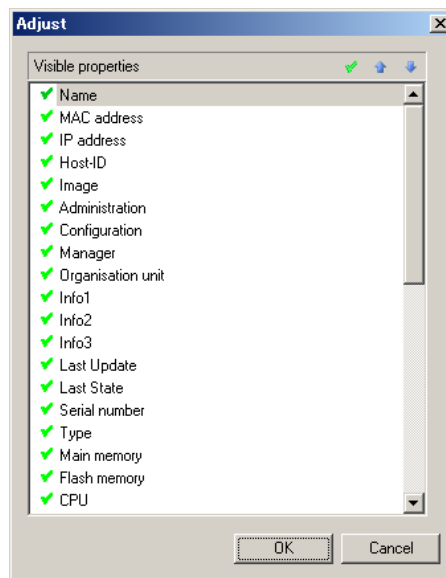 Adjust
Visible properties
Name
MAC address
IP address
Host-ID
Image
Administration
Configuration
Manager
Organisation unit
Info1
Info2
Info3
Last Update
Last State
Serial number
Type
Main memory
Flash memory
CPU
OK
Cancel